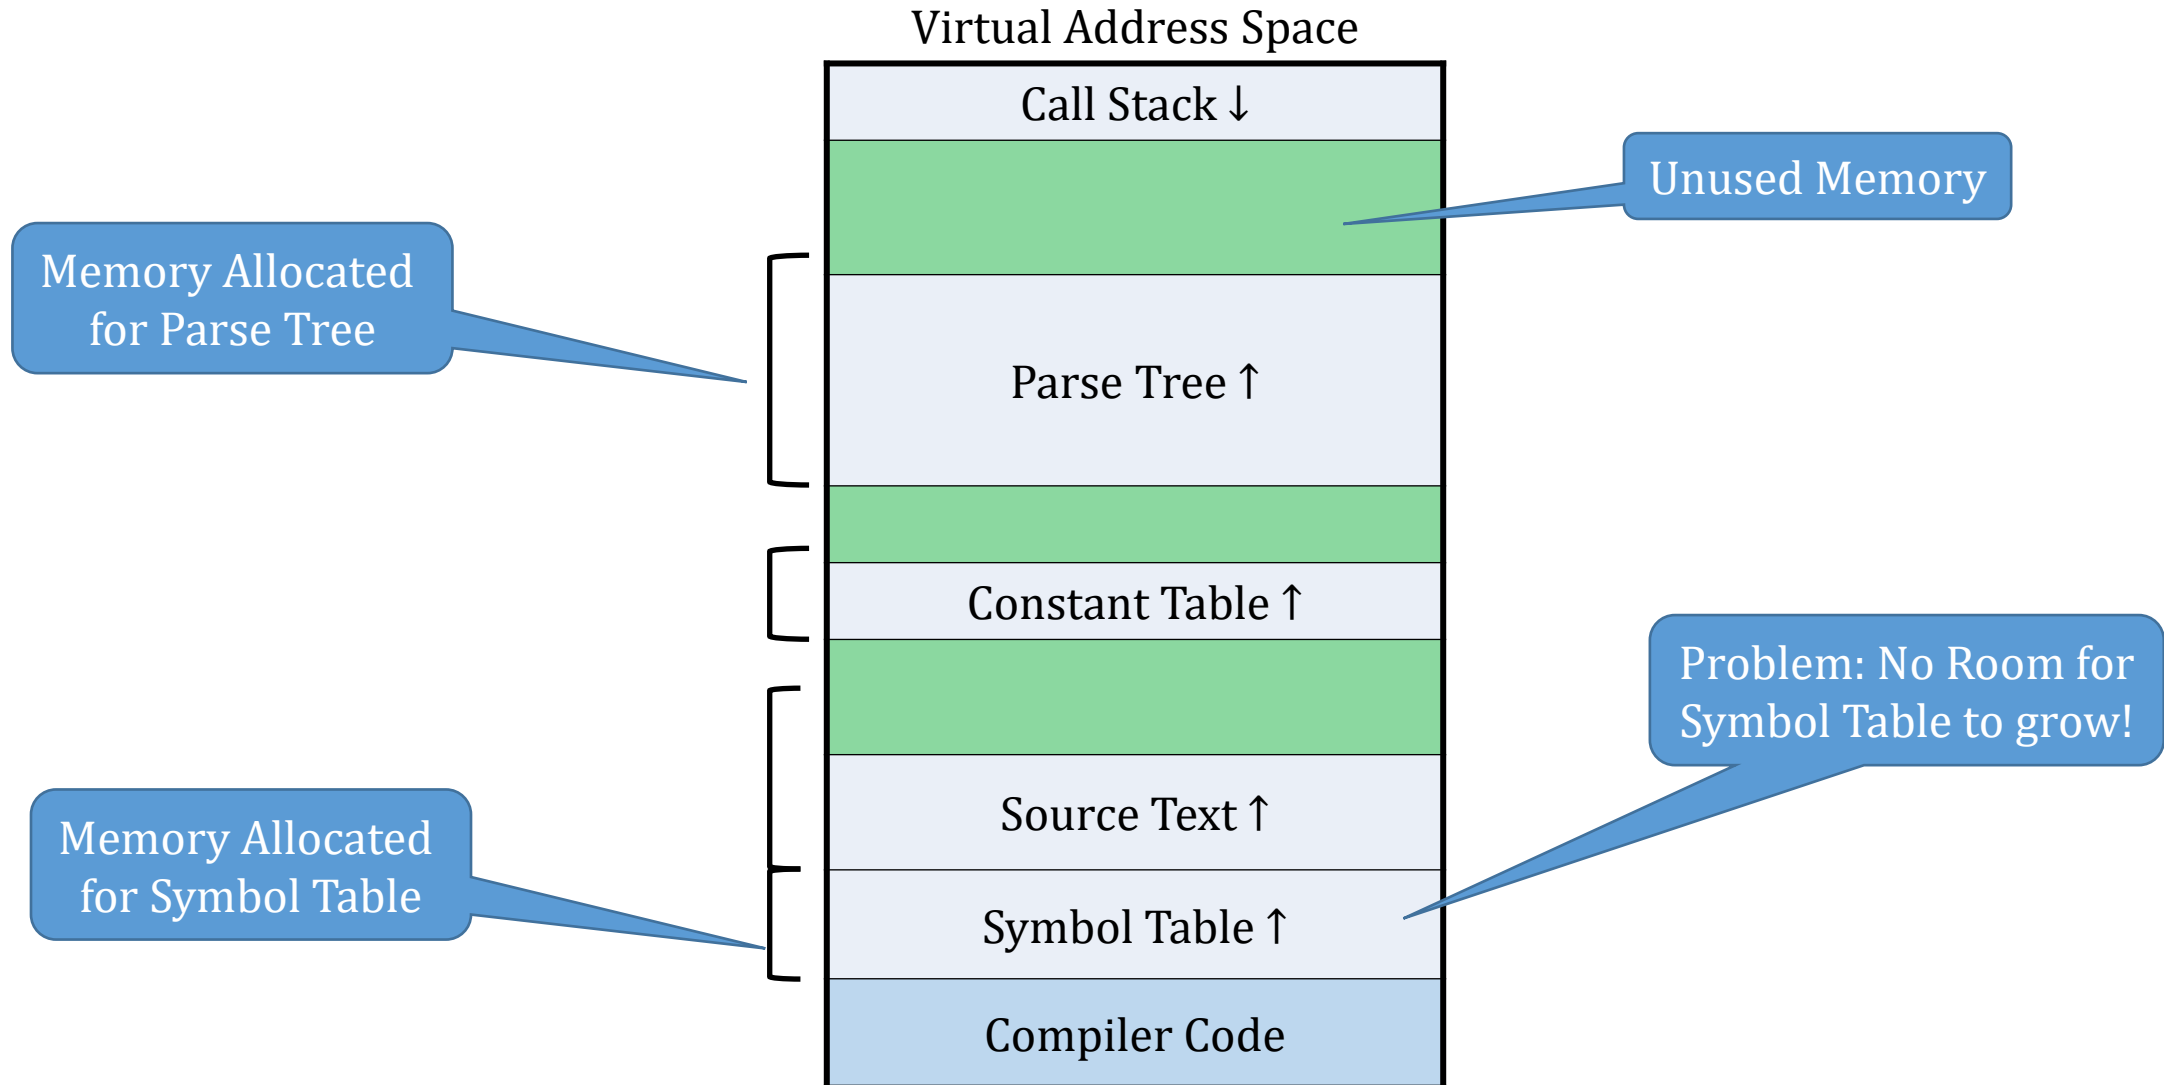 Virtual Address Space
Call Stack ↓
Unused Memory
Memory Allocated
for Parse Tree
Parse Tree ↑
Constant Table ↑
Problem: No Room for
Symbol Table to grow!
Source Text ↑
Memory Allocated
for Symbol Table
Symbol Table ↑
Compiler Code